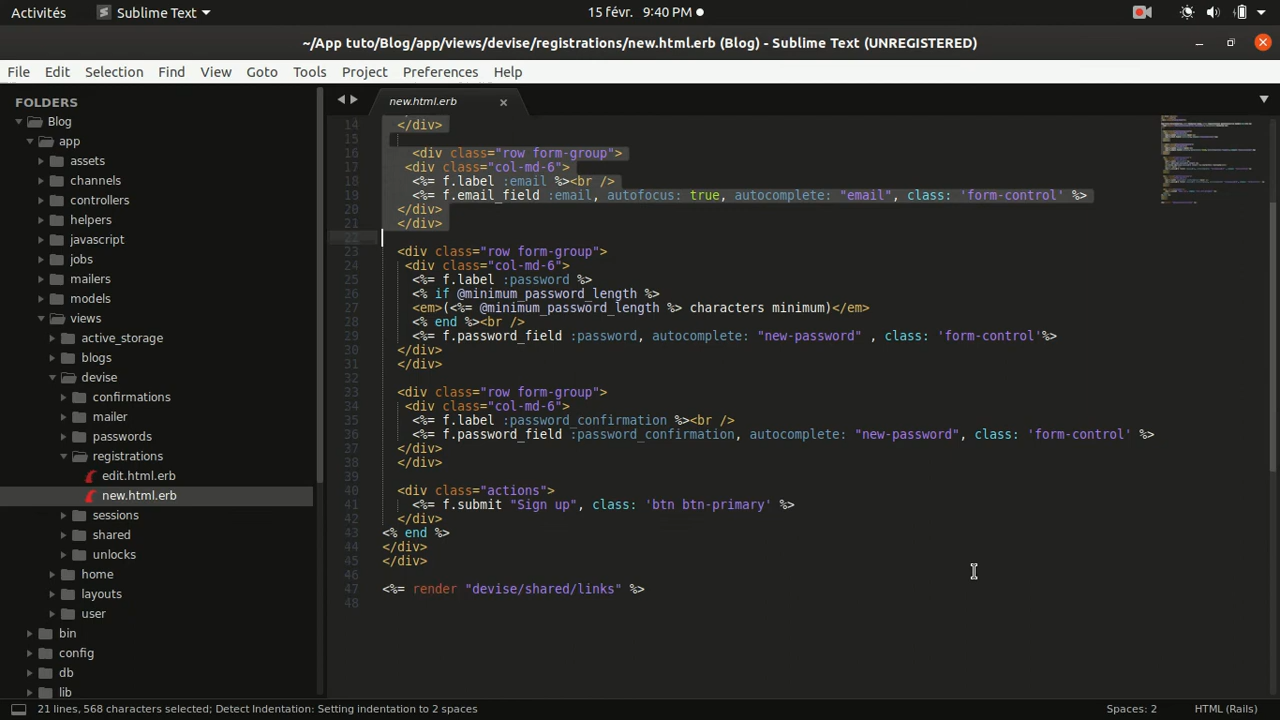 Activités
Sublime Text
15 févr. 9:40 PM
~/App tuto/Blog/app/views/devise/registrations/new.html.erb (Blog) - Sublime Text (UNREGISTERED)
File Edit Selection Find View Goto Tools Project Preferences Help
FOLDERS
Blog
app
assets
channels
controllers
helpers
javascript
jobs
mailers
models
views
active_storage
blogs
devise
confirmations
mailer
passwords
registrations
edit.html.erb
new.html.erb
sessions
shared
unlocks
home
layouts
user
bin
config
db
lib
new.html.erb
14 </div>
15
16 <div class="row form-group">
17 <div class="col-md-6">
18 <%= f.label :email %><br />
19 <%= f.email_field :email, autofocus: true, autocomplete: "email", class: 'form-control' %>
20 </div>
21 </div>
22
23 <div class="row form-group">
24 <div class="col-md-6">
25 <%= f.label :password %>
26 <% if @minimum_password_length %>
27 <em>(<%= @minimum_password_length %> characters minimum)</em>
28 <% end %><br />
29 <%= f.password_field :password, autocomplete: "new-password" , class: 'form-control'%>
30 </div>
31 </div>
32
33 <div class="row form-group">
34 <div class="col-md-6">
35 <%= f.label :password_confirmation %><br />
36 <%= f.password_field :password_confirmation, autocomplete: "new-password", class: 'form-control' %>
37 </div>
38 </div>
39
40 <div class="actions">
41 <%= f.submit "Sign up", class: 'btn btn-primary' %>
42 </div>
43 <% end %>
44 </div>
45 </div>
46
47 <%= render "devise/shared/links" %>
48
21 lines, 568 characters selected; Detect Indentation: Setting indentation to 2 spaces
Spaces: 2
HTML (Rails)